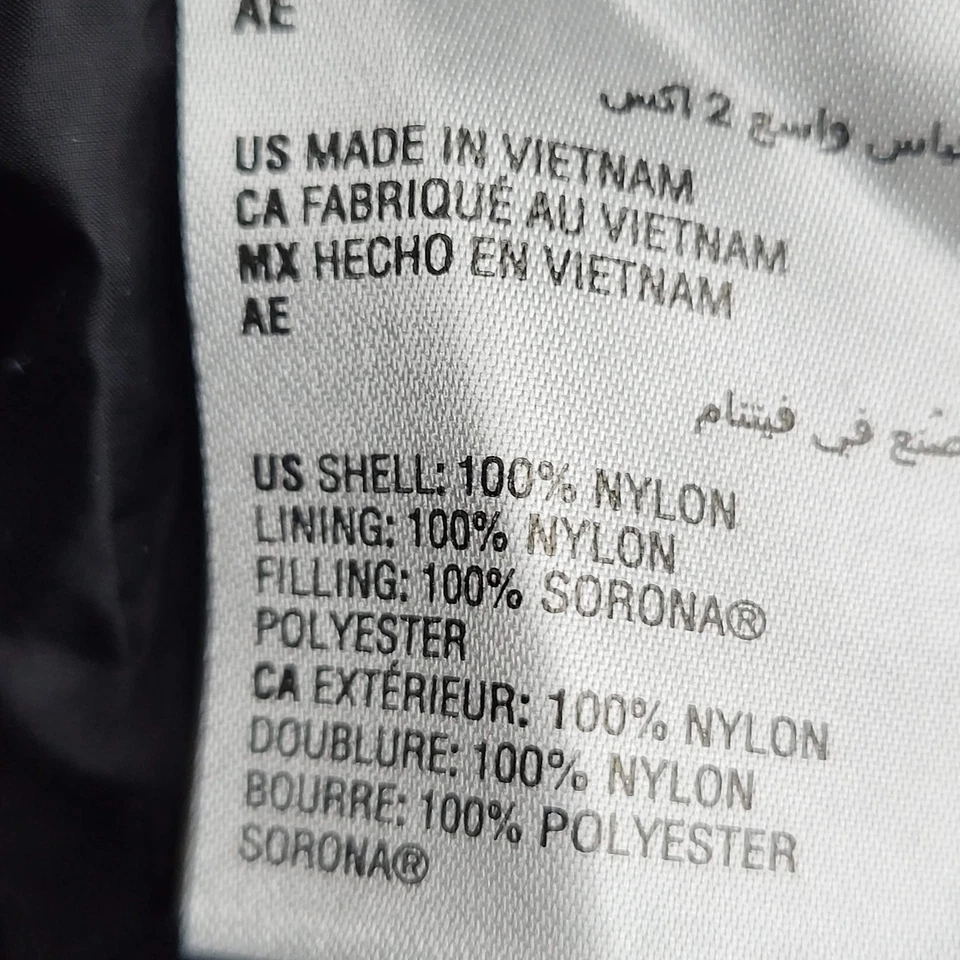 AE
واسع 2 اكس
US MADE IN VIETNAM
CA FABRIQUÉ AU VIETNAM
MX HECHO EN VIETNAM
AE
صنع في فيتنام
US SHELL: 100% NYLON
LINING: 100% NYLON
FILLING: 100% SORONA®
POLYESTER
CA EXTÉRIEUR: 100% NYLON
DOUBLURE: 100% NYLON
BOURRE: 100% POLYESTER
SORONA®